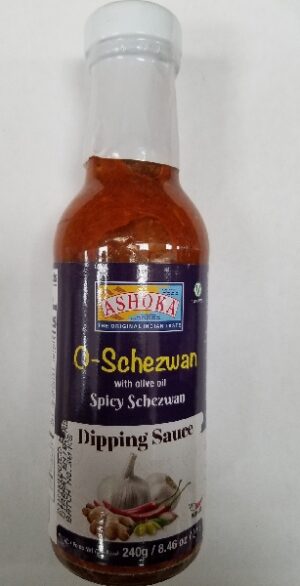 ASHOKA
THE ORIGINAL INDIAN TASTE
O-Schezwan
with olive oil
Spicy Schezwan
Dipping Sauce
240g / 8.46 oz